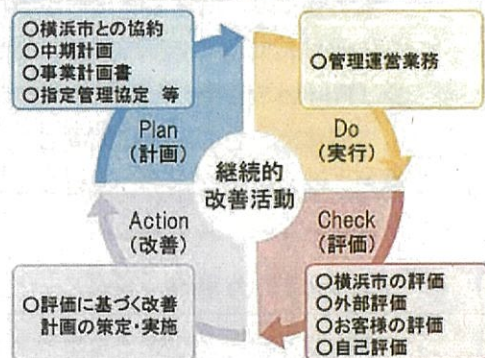 ○横浜市との協約
○中期計画
○事業計画書
○指定管理協定 等
Plan
(計画)
○管理運営業務
Do
(実行)
継続的
改善活動
Action
(改善)
○評価に基づく改善
計画の策定・実施
Check
(評価)
○横浜市の評価
○外部評価
○お客様の評価
○自己評価